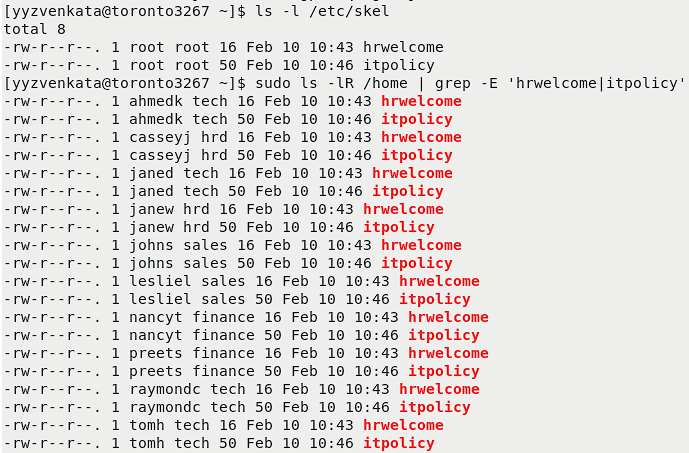 [yyzvenkata@toronto3267 ~]$ ls -l /etc/skel
total 8
-rw-r--r--. 1 root root 16 Feb 10 10:43 hrwelcome
-rw-r--r--. 1 root root 50 Feb 10 10:46 itpolicy
[yyzvenkata@toronto3267 ~]$ sudo ls -lR /home | grep -E 'hrwelcome|itpolicy'
-rw-r--r--. 1 ahmedk tech 16 Feb 10 10:43 hrwelcome
-rw-r--r--. 1 ahmedk tech 50 Feb 10 10:46 itpolicy
-rw-r--r--. 1 casseyj hrd 16 Feb 10 10:43 hrwelcome
-rw-r--r--. 1 casseyj hrd 50 Feb 10 10:46 itpolicy
-rw-r--r--. 1 janed tech 16 Feb 10 10:43 hrwelcome
-rw-r--r--. 1 janed tech 50 Feb 10 10:46 itpolicy
-rw-r--r--. 1 janew hrd 16 Feb 10 10:43 hrwelcome
-rw-r--r--. 1 janew hrd 50 Feb 10 10:46 itpolicy
-rw-r--r--. 1 johns sales 16 Feb 10 10:43 hrwelcome
-rw-r--r--. 1 johns sales 50 Feb 10 10:46 itpolicy
-rw-r--r--. 1 lesliel sales 16 Feb 10 10:43 hrwelcome
-rw-r--r--. 1 lesliel sales 50 Feb 10 10:46 itpolicy
-rw-r--r--. 1 nancyt finance 16 Feb 10 10:43 hrwelcome
-rw-r--r--. 1 nancyt finance 50 Feb 10 10:46 itpolicy
-rw-r--r--. 1 preets finance 16 Feb 10 10:43 hrwelcome
-rw-r--r--. 1 preets finance 50 Feb 10 10:46 itpolicy
-rw-r--r--. 1 raymondc tech 16 Feb 10 10:43 hrwelcome
-rw-r--r--. 1 raymondc tech 50 Feb 10 10:46 itpolicy
-rw-r--r--. 1 tomh tech 16 Feb 10 10:43 hrwelcome
-rw-r--r--. 1 tomh tech 50 Feb 10 10:46 itpolicy